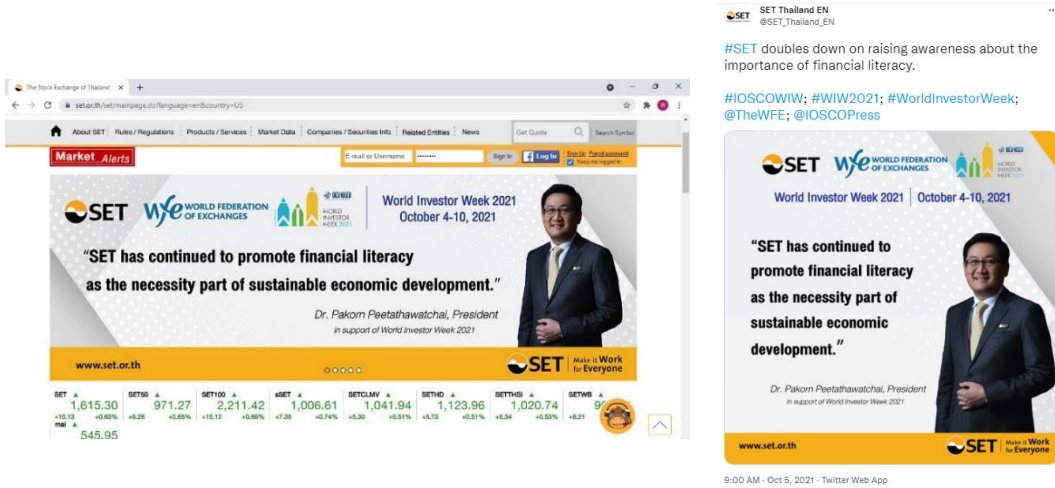 The Stock Exchange of Thailand
set.or.th/set/mainpage.do?language=en&country=US
About SET
Rules / Regulations
Products / Services
Market Data
Companies / Securities Info
Related Entities
News
Get Quote
Search Symbol
Market Alerts
E-mail or Username
Sign in
Log In
Sign Up
Forgot password
Keep me logged in
SET
wfe WORLD FEDERATION
OF EXCHANGES
WORLD
INVESTOR
WEEK 2021
World Investor Week 2021
October 4-10, 2021
“SET has continued to promote financial literacy
as the necessity part of sustainable economic development.”
Dr. Pakorn Peetathawatchai, President
in support of World Investor Week 2021
www.set.or.th
SET
Make it Work
for Everyone
SET
1,615.30
+10.13 +0.63%
SET50
971.27
+6.28 +0.65%
SET100
2,211.42
+15.12 +0.69%
sSET
1,006.61
+7.35 +0.74%
SETCLMV
1,041.94
+5.30 +0.51%
SETHD
1,123.96
+5.73 +0.51%
SETTHSI
1,020.74
+5.34 +0.53%
SETWB
+8.21
mai
545.95
SET Thailand EN
@SET_Thailand_EN
#SET doubles down on raising awareness about the
importance of financial literacy.
#IOSCOWIW; #WIW2021; #WorldInvestorWeek;
@TheWFE; @IOSCOPress
SET
wfe WORLD FEDERATION
OF EXCHANGES
WORLD
INVESTOR
WEEK 2021
World Investor Week 2021 | October 4-10, 2021
“SET has continued to
promote financial literacy
as the necessity part of
sustainable economic
development.”
Dr. Pakorn Peetathawatchai, President
in support of World Investor Week 2021
www.set.or.th
SET
Make it Work
for Everyone
9:00 AM · Oct 5, 2021 · Twitter Web App